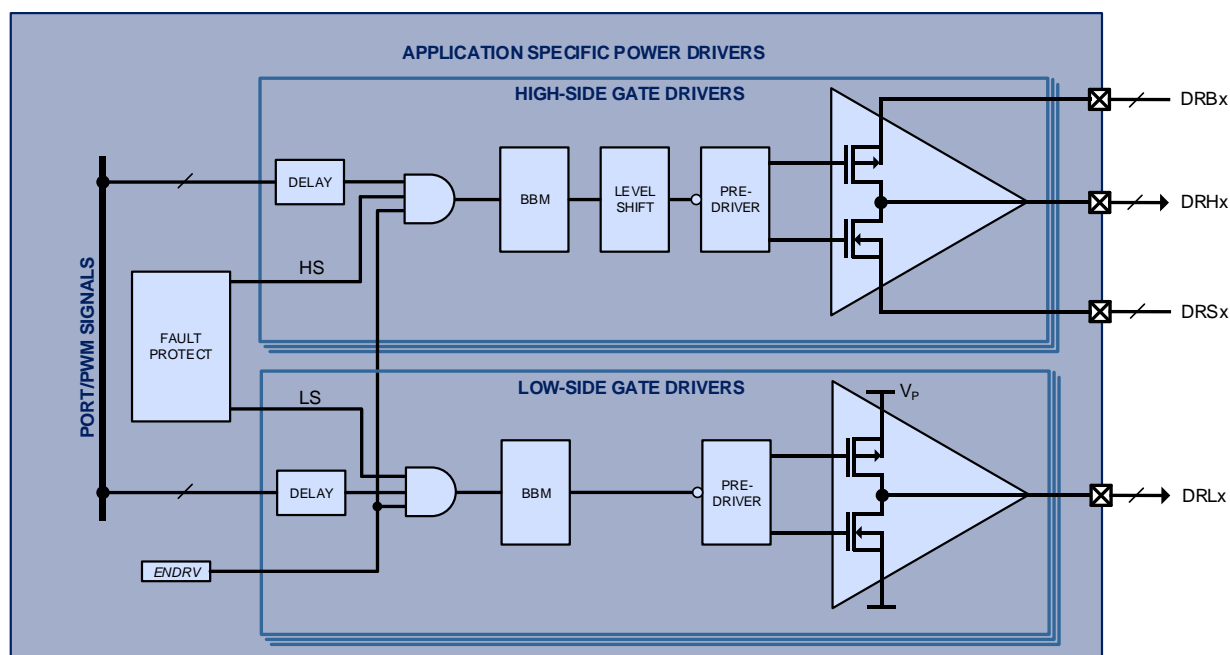 APPLICATION SPECIFIC POWER DRIVERS
HIGH-SIDE GATE DRIVERS
DRBx
DELAY
BBM
LEVEL
SHIFT
PRE-
DRIVER
DRHx
PORT/PWM SIGNALS
HS
FAULT
PROTECT
DRSx
LS
LOW-SIDE GATE DRIVERS
VP
DELAY
BBM
PRE-
DRIVER
DRLx
ENDRV